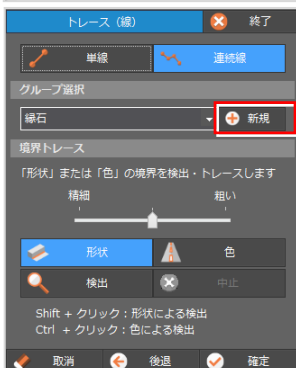 トレース（線） 終了
単線 連続線
グループ選択
縁石 新規
境界トレース
「形状」または「色」の境界を検出・トレースします
精細 粗い
形状 色
検出 中止
Shift + クリック：形状による検出
Ctrl + クリック：色による検出
取消 後退 確定